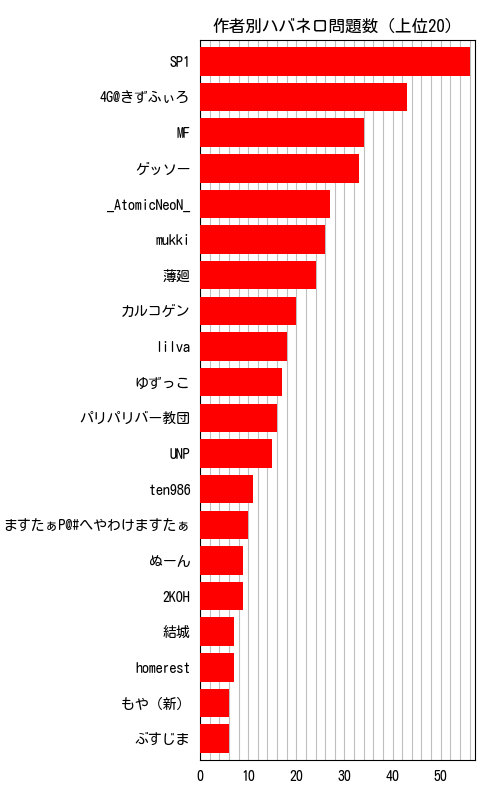 作者別ハバネロ問題数（上位20）
SP1
4G@きずふぃろ
MF
ゲッソー
_AtomicNeoN_
mukki
薄廻
カルコゲン
lilva
ゆずっこ
パリパリバー教団
UNP
ten986
ますたぁP@#へやわけますたぁ
ぬーん
2KOH
結城
homerest
もや（新）
ぷすじま
0 10 20 30 40 50